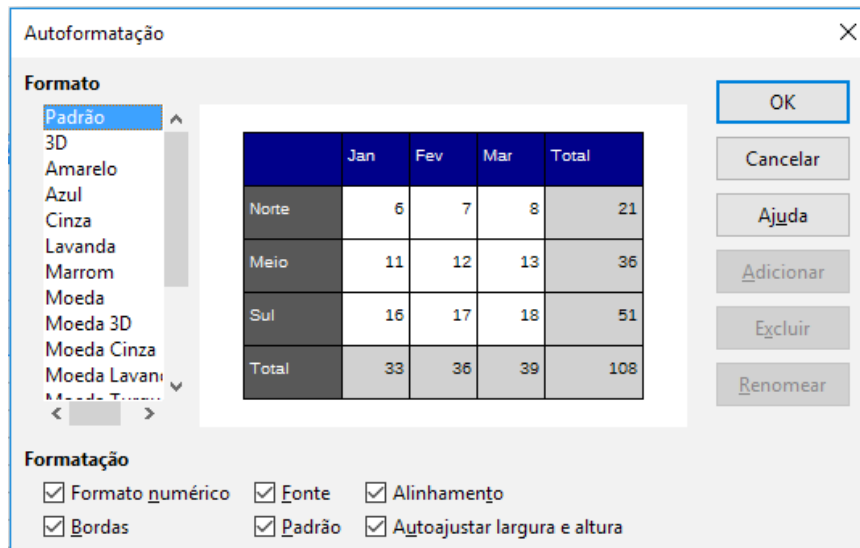 Autoformatação
Formato
Padrão
3D
Amarelo
Azul
Cinza
Lavanda
Marrom
Moeda
Moeda 3D
Moeda Cinza
Moeda Lavan
Jan Fev Mar Total
Norte 6 7 8 21
Meio 11 12 13 36
Sul 16 17 18 51
Total 33 36 39 108
OK
Cancelar
Ajuda
Adicionar
Excluir
Renomear
Formatação
Formato numérico Fonte Alinhamento
Bordas Padrão Autoajustar largura e altura